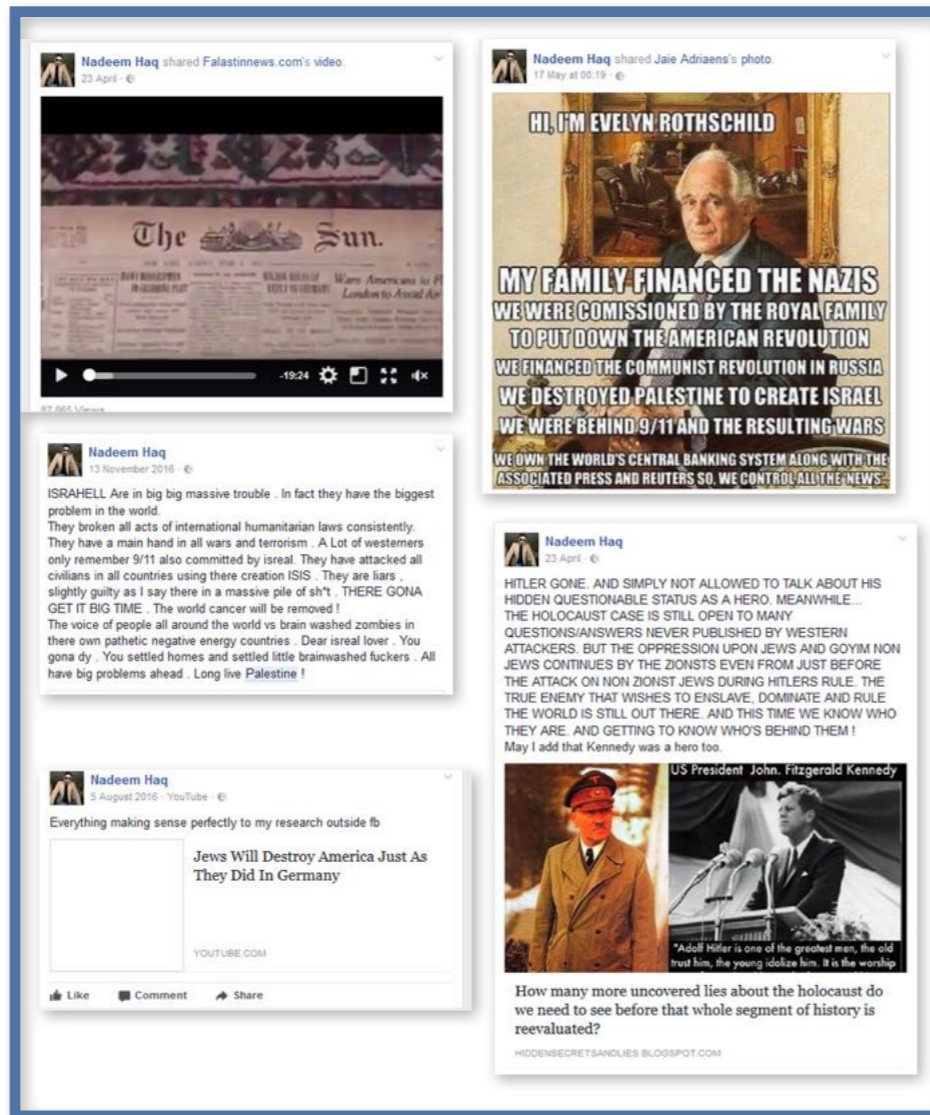 Nadeem Haq shared Falastinnews.com's video.
23 April
The Sun.
Warn Americans in
London to Avoid Air
-19:24
87,865 Views
Nadeem Haq
13 November 2016
ISRAHELL Are in big big massive trouble . In fact they have the biggest
problem in the world.
They broken all acts of international humanitarian laws consistently.
They have a main hand in all wars and terrorism . A Lot of westerners
only remember 9/11 also committed by isreal. They have attacked all
civilians in all countries using there creation ISIS . They are liars ,
slightly guilty as I say there in a massive pile of sh*t . THERE GONA
GET IT BIG TIME . The world cancer will be removed !
The voice of people all around the world vs brain washed zombies in
there own pathetic negative energy countries . Dear isreal lover . You
gona dy . You settled homes and settled little brainwashed fuckers . All
have big problems ahead . Long live Palestine !
Nadeem Haq
5 August 2016 · YouTube
Everything making sense perfectly to my research outside fb
Jews Will Destroy America Just As
They Did In Germany
YOUTUBE.COM
Like Comment Share
Nadeem Haq shared Jaie Adriaens's photo.
17 May at 00:19
HI, I'M EVELYN ROTHSCHILD
MY FAMILY FINANCED THE NAZIS
WE WERE COMISSIONED BY THE ROYAL FAMILY
TO PUT DOWN THE AMERICAN REVOLUTION
WE FINANCED THE COMMUNIST REVOLUTION IN RUSSIA
WE DESTROYED PALESTINE TO CREATE ISRAEL
WE WERE BEHIND 9/11 AND THE RESULTING WARS
WE OWN THE WORLD'S CENTRAL BANKING SYSTEM ALONG WITH THE
ASSOCIATED PRESS AND REUTERS SO, WE CONTROL ALL THE NEWS
Nadeem Haq
23 April
HITLER GONE. AND SIMPLY NOT ALLOWED TO TALK ABOUT HIS
HIDDEN QUESTIONABLE STATUS AS A HERO. MEANWHILE...
THE HOLOCAUST CASE IS STILL OPEN TO MANY
QUESTIONS/ANSWERS NEVER PUBLISHED BY WESTERN
ATTACKERS. BUT THE OPPRESSION UPON JEWS AND GOYIM NON
JEWS CONTINUES BY THE ZIONSTS EVEN FROM JUST BEFORE
THE ATTACK ON NON ZIONST JEWS DURING HITLERS RULE. THE
TRUE ENEMY THAT WISHES TO ENSLAVE, DOMINATE AND RULE
THE WORLD IS STILL OUT THERE. AND THIS TIME WE KNOW WHO
THEY ARE. AND GETTING TO KNOW WHO'S BEHIND THEM !
May I add that Kennedy was a hero too.
US President John. Fitzgerald Kennedy
"Adolf Hitler is one of the greatest men, the old
trust him, the young idolize him. It is the worship
How many more uncovered lies about the holocaust do
we need to see before that whole segment of history is
reevaluated?
HIDDENSECRETSANDLIES.BLOGSPOT.COM